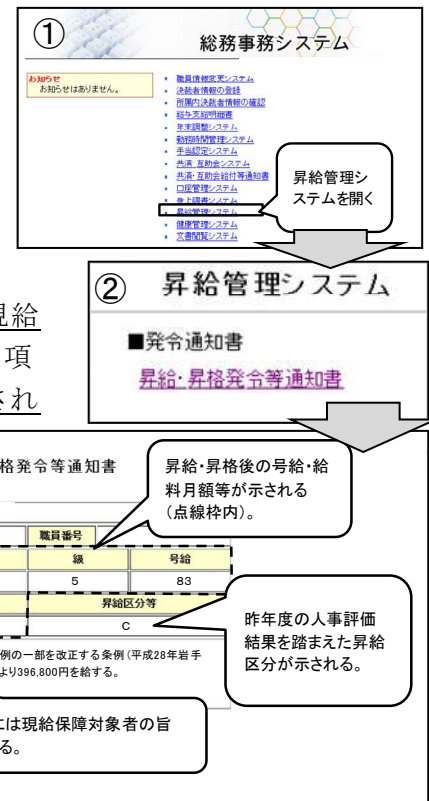 ①
総務事務システム
お知らせ
お知らせはありません。
職員情報変更システム
決裁者情報の登録
所属内決裁者情報の確認
給与支給明細書
年末調整システム
勤務時間管理システム
手当認定システム
共済・互助会システム
共済・互助会給付等通知書
口座管理システム
昇給管理システム
健康管理システム
文書閲覧システム
昇給管理シ
ステムを開く
②
昇給管理システム
■発令通知書
昇給・昇格発令等通知書
現給
項
され
格発令等通知書
昇給・昇格後の号給・給
料月額等が示される
（点線枠内）。
職員番号
級
号給
5
83
昇給区分等
C
昨年度の人事評価
結果を踏まえた昇給
区分が示される。
例の一部を改正する条例(平成28年岩手
より396,800円を給する。
には現給保障対象者の旨
る。